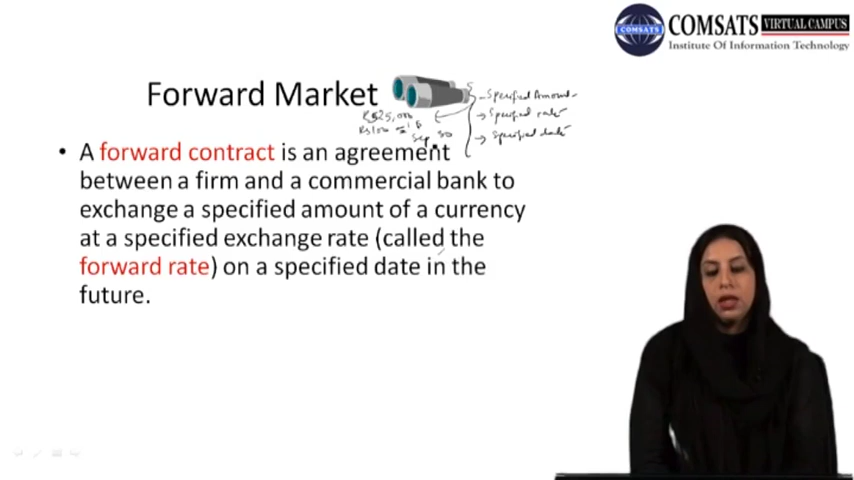 COMSATS VIRTUAL CAMPUS
COMSATS
Institute Of Information Technology
Forward Market
- Specified Amount
→ Specified rate
→ Specified date
• A forward contract is an agreement
between a firm and a commercial bank to
exchange a specified amount of a currency
at a specified exchange rate (called the
forward rate) on a specified date in the
future.